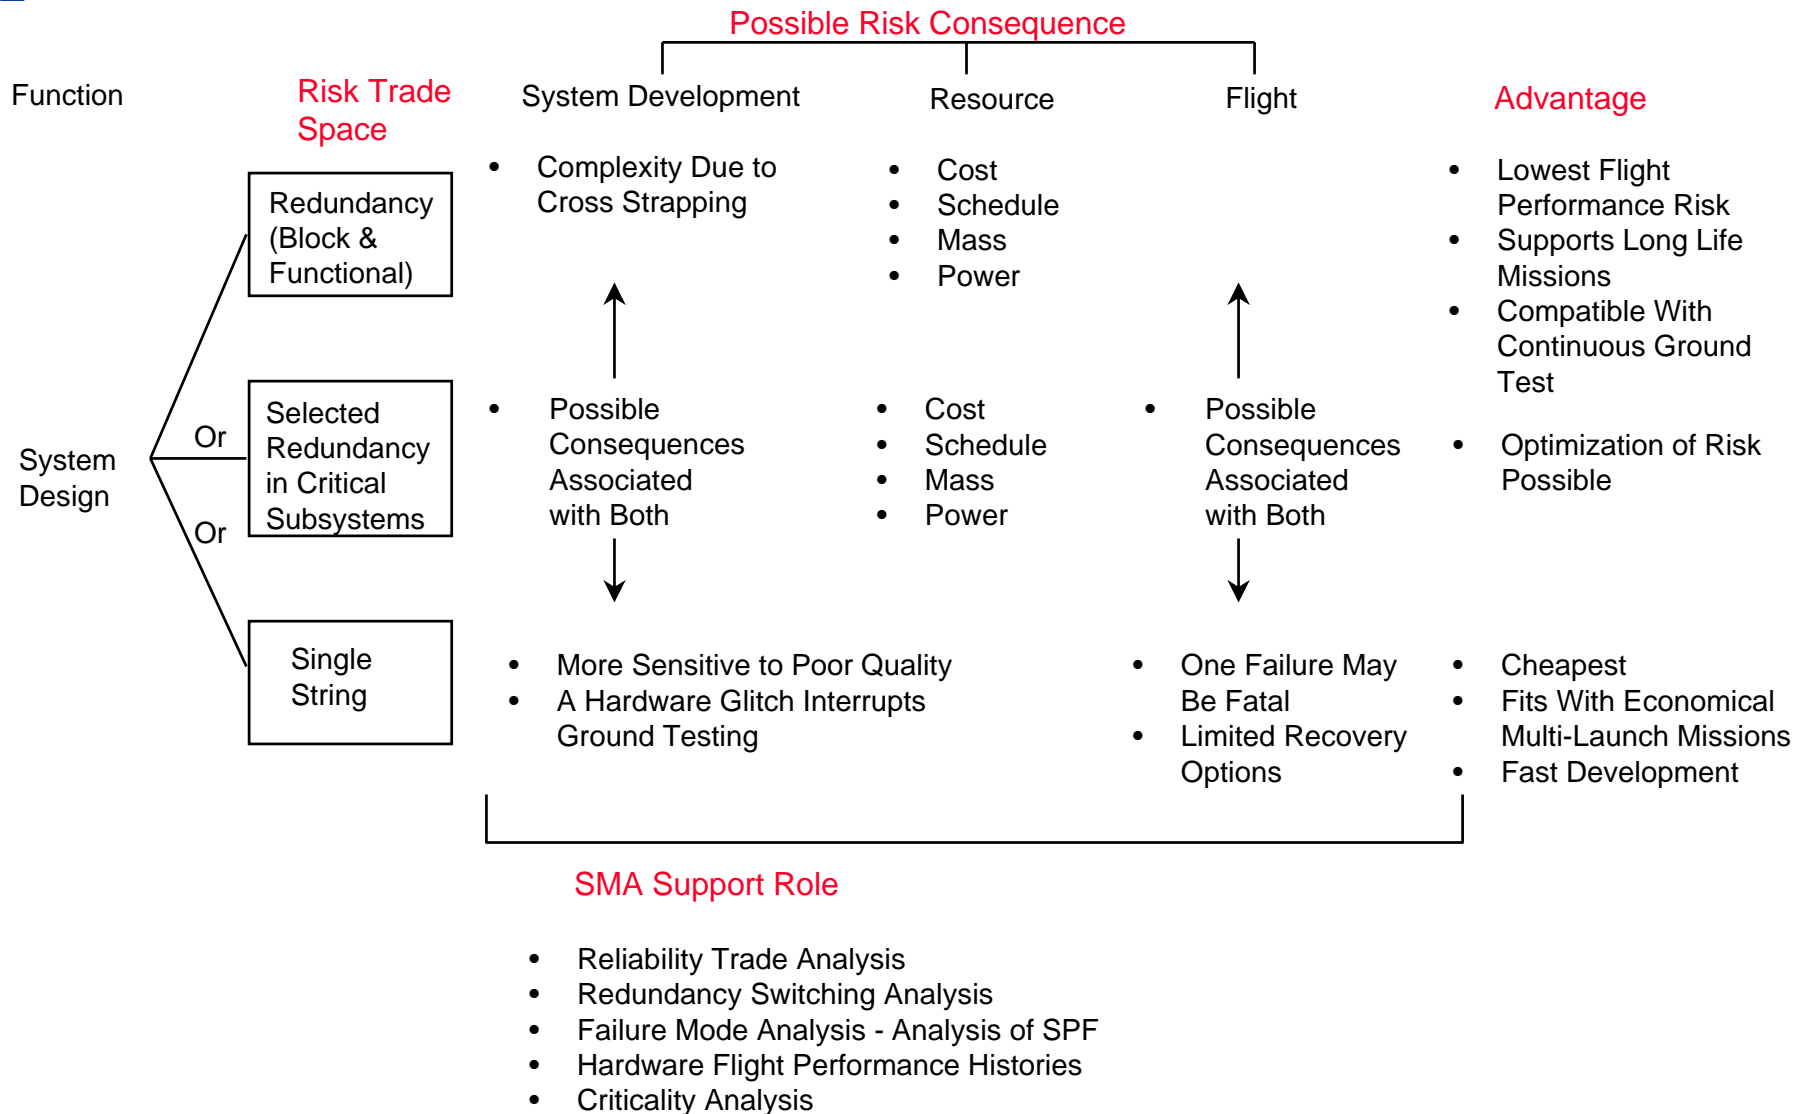 Possible Risk Consequence
Function
Risk Trade
Space
System Development
Resource
Flight
Advantage
Redundancy
(Block &
Functional)
• Complexity Due to
Cross Strapping
• Cost
• Schedule
• Mass
• Power
• Lowest Flight
Performance Risk
• Supports Long Life
Missions
• Compatible With
Continuous Ground
Test
System
Design
Or
Or
Selected
Redundancy
in Critical
Subsystems
• Possible
Consequences
Associated
with Both
• Cost
• Schedule
• Mass
• Power
• Possible
Consequences
Associated
with Both
• Optimization of Risk
Possible
Single
String
• More Sensitive to Poor Quality
• A Hardware Glitch Interrupts
Ground Testing
• One Failure May
Be Fatal
• Limited Recovery
Options
• Cheapest
• Fits With Economical
Multi-Launch Missions
• Fast Development
SMA Support Role
• Reliability Trade Analysis
• Redundancy Switching Analysis
• Failure Mode Analysis - Analysis of SPF
• Hardware Flight Performance Histories
• Criticality Analysis